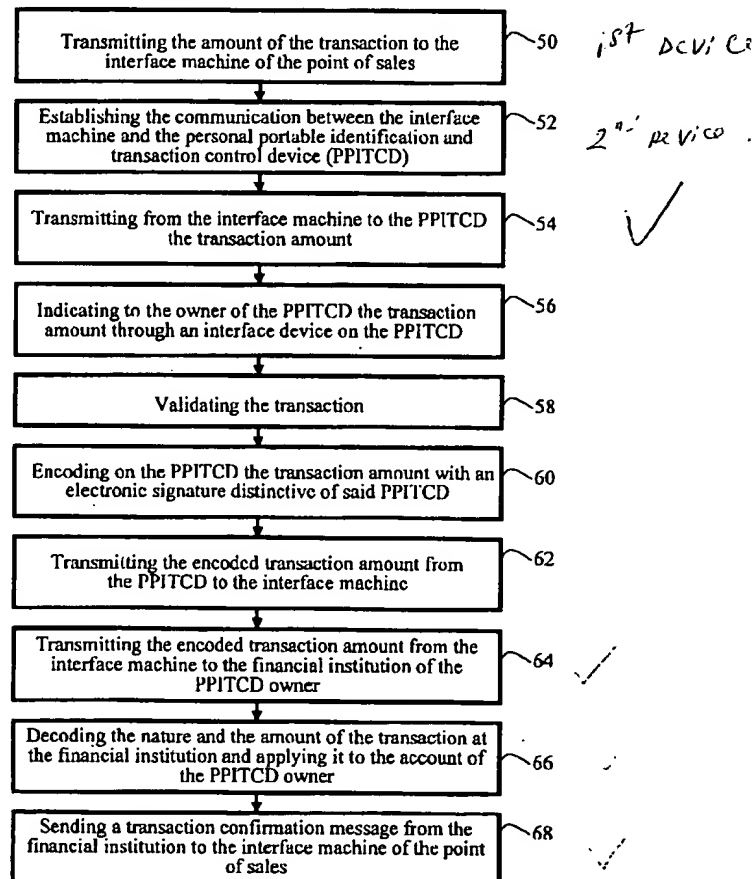 Transmitting the amount of the transaction to the
interface machine of the point of sales
50
1st Device
Establishing the communication between the interface
machine and the personal portable identification and
transaction control device (PPITCD)
52
2nd Device.
Transmitting from the interface machine to the PPITCD
the transaction amount
54
Indicating to the owner of the PPITCD the transaction
amount through an interface device on the PPITCD
56
Validating the transaction
58
Encoding on the PPITCD the transaction amount with an
electronic signature distinctive of said PPITCD
60
Transmitting the encoded transaction amount from
the PPITCD to the interface machine
62
Transmitting the encoded transaction amount from the
interface machine to the financial institution of the
PPITCD owner
64
Decoding the nature and the amount of the transaction at
the financial institution and applying it to the account of
the PPITCD owner
66
Sending a transaction confirmation message from the
financial institution to the interface machine of the point
of sales
68